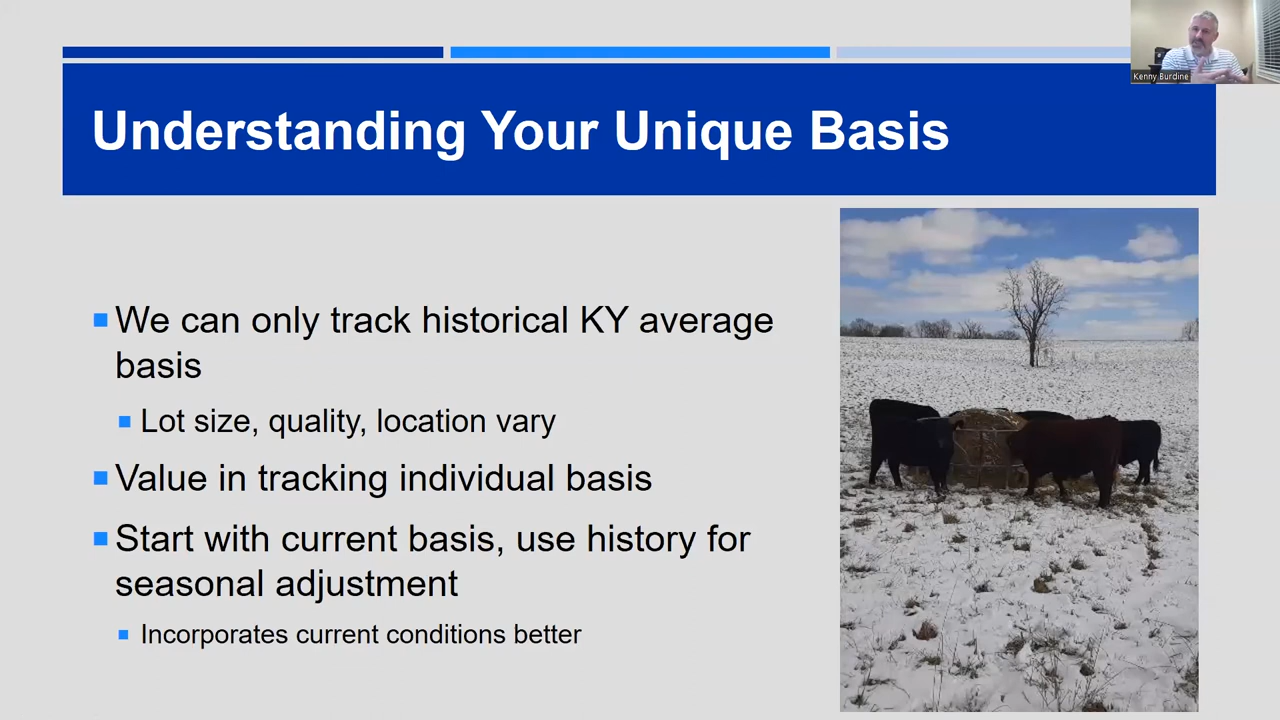 Understanding Your Unique Basis
Kenny Burdine
We can only track historical KY average
basis
Lot size, quality, location vary
Value in tracking individual basis
Start with current basis, use history for
seasonal adjustment
Incorporates current conditions better